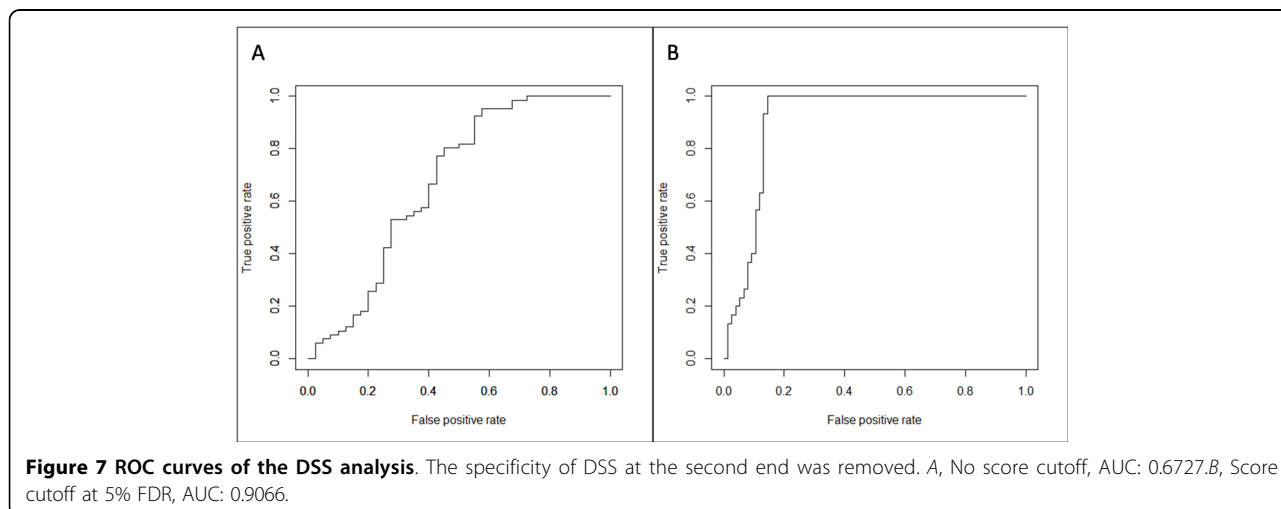 A
1.0
0.8
0.6
0.4
0.2
0.0
True positive rate
0.0 0.2 0.4 0.6 0.8 1.0
False positive rate
B
1.0
0.8
0.6
0.4
0.2
0.0
True positive rate
0.0 0.2 0.4 0.6 0.8 1.0
False positive rate
Figure 7 ROC curves of the DSS analysis. The specificity of DSS at the second end was removed. A, No score cutoff, AUC: 0.6727.B, Score
cutoff at 5% FDR, AUC: 0.9066.